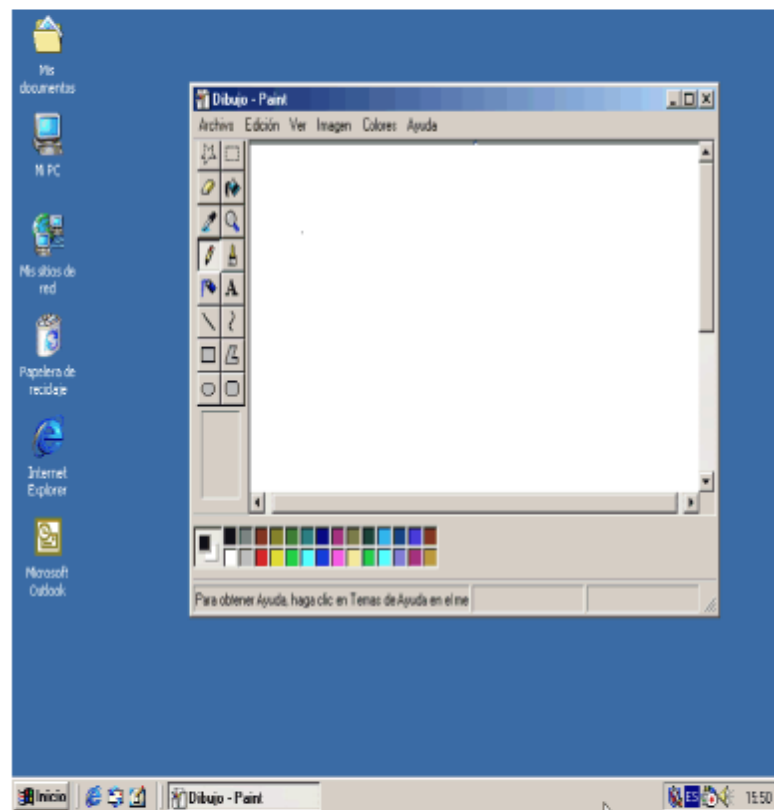 Mis
documentos
Mi PC
Mis sitios de
red
Papelera de
reciclaje
Internet
Explorer
Microsoft
Outlook
Dibujo - Paint
Archivo Edición Ver Imagen Colores Ayuda
A
Para obtener Ayuda, haga clic en Temas de Ayuda en el me
Inicio
Dibujo - Paint
ES
15:50